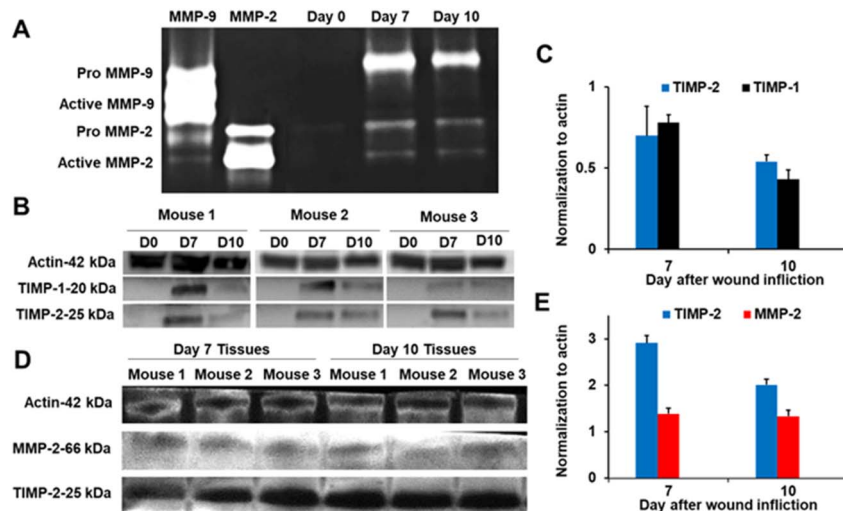 A
MMP-9 MMP-2 Day 0 Day 7 Day 10
Pro MMP-9
Active MMP-9
Pro MMP-2
Active MMP-2
B
Mouse 1 Mouse 2 Mouse 3
D0 D7 D10 D0 D7 D10 D0 D7 D10
Actin-42 kDa
TIMP-1-20 kDa
TIMP-2-25 kDa
C
TIMP-2 TIMP-1
Normalization to actin
1
0.5
0
7 10
Day after wound infliction
D
Day 7 Tissues Day 10 Tissues
Mouse 1 Mouse 2 Mouse 3 Mouse 1 Mouse 2 Mouse 3
Actin-42 kDa
MMP-2-66 kDa
TIMP-2-25 kDa
E
TIMP-2 MMP-2
Normalization to actin
3
2
1
0
7 10
Day after wound infliction